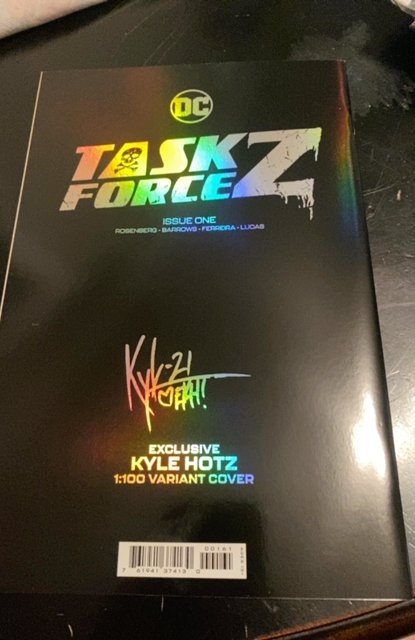 DC
TASK
FORCE Z
ISSUE ONE
ROSENBERG • BARROWS • FERREIRA • LUCAS
EXCLUSIVE
KYLE HOTZ
1:100 VARIANT COVER
00161
7 61941 37413 0